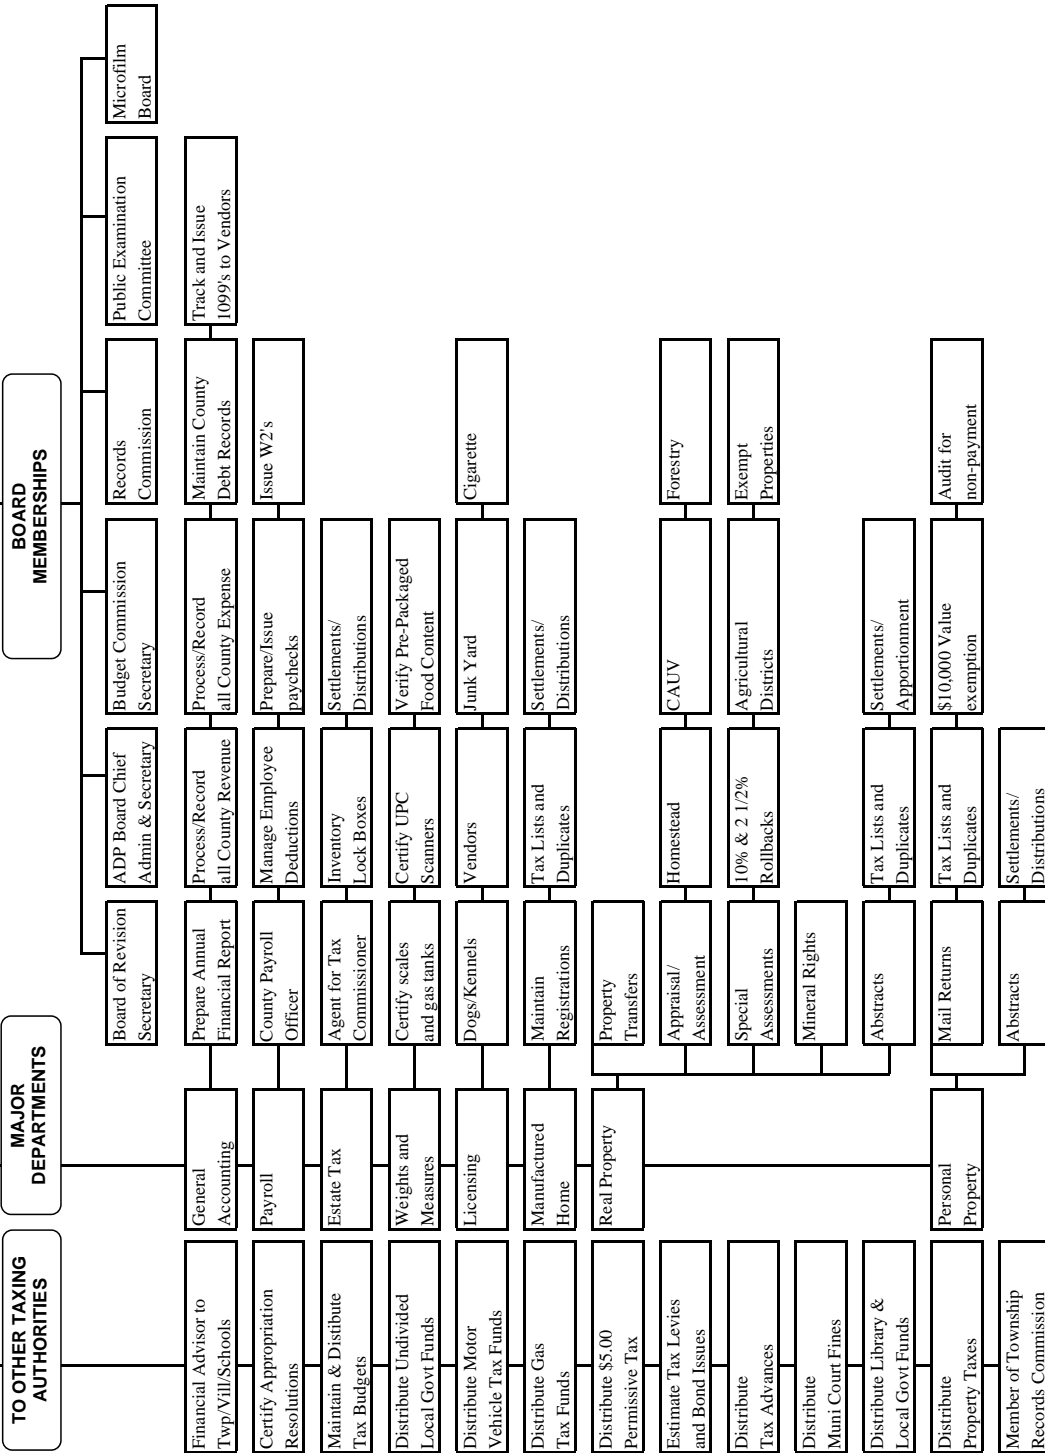 TO OTHER TAXING
AUTHORITIES
MAJOR
DEPARTMENTS
BOARD
MEMBERSHIPS
Board of Revision
Secretary
ADP Board Chief
Admin & Secretary
Budget Commission
Secretary
Records
Commission
Public Examination
Committee
Microfilm
Board
Financial Advisor to
Twp/Vill/Schools
General
Accounting
Prepare Annual
Financial Report
Process/Record
all County Revenue
Process/Record
all County Expense
Maintain County
Debt Records
Track and Issue
1099's to Vendors
Certify Appropriation
Resolutions
Payroll
County Payroll
Officer
Manage Employee
Deductions
Prepare/Issue
paychecks
Issue W2's
Maintain & Distibute
Tax Budgets
Estate Tax
Agent for Tax
Commissioner
Inventory
Lock Boxes
Settlements/
Distributions
Distribute Undivided
Local Govt Funds
Weights and
Measures
Certify scales
and gas tanks
Certify UPC
Scanners
Verify Pre-Packaged
Food Content
Distribute Motor
Vehicle Tax Funds
Licensing
Dogs/Kennels
Vendors
Junk Yard
Cigarette
Distribute Gas
Tax Funds
Manufactured
Home
Maintain
Registrations
Tax Lists and
Duplicates
Settlements/
Distributions
Distribute $5.00
Permissive Tax
Real Property
Property
Transfers
Estimate Tax Levies
and Bond Issues
Appraisal/
Assessment
Homestead
CAUV
Forestry
Distribute
Tax Advances
Special
Assessments
10% & 2 1/2%
Rollbacks
Agricultural
Districts
Exempt
Properties
Distribute
Muni Court Fines
Mineral Rights
Distribute Library &
Local Govt Funds
Abstracts
Tax Lists and
Duplicates
Settlements/
Apportionment
Distribute
Property Taxes
Personal
Property
Mail Returns
Tax Lists and
Duplicates
$10,000 Value
exemption
Audit for
non-payment
Member of Township
Records Commission
Abstracts
Settlements/
Distributions